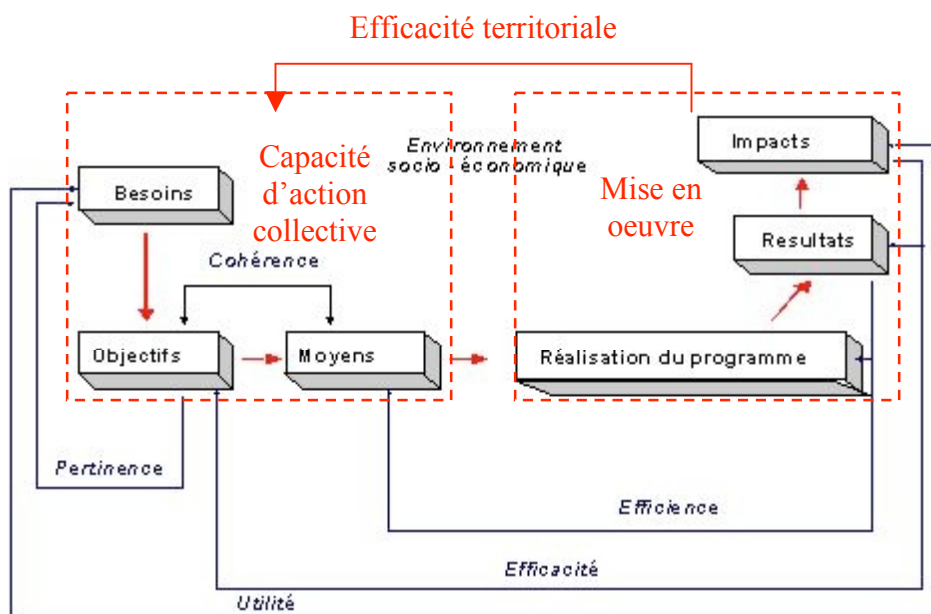 Efficacité territoriale
Environnement
socio-économique
Impacts
Capacité
d'action
collective
Besoins
Mise en
oeuvre
Resultats
Cohérence
Objectifs
Moyens
Réalisation du programme
Pertinence
Efficience
Efficacité
Utilité